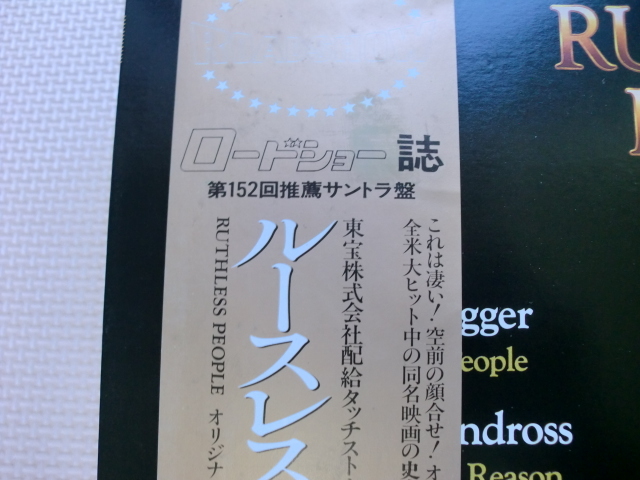 ロードショー誌
第152回推薦サントラ盤
これは凄い!空前の顔合せ!オ
全米大ヒット中の同名映画の史
東宝株式会社配給タッチスト
ルースレス
RUTHLESS PEOPLE オリジナ
RU
gger
eople
ndross
Reason